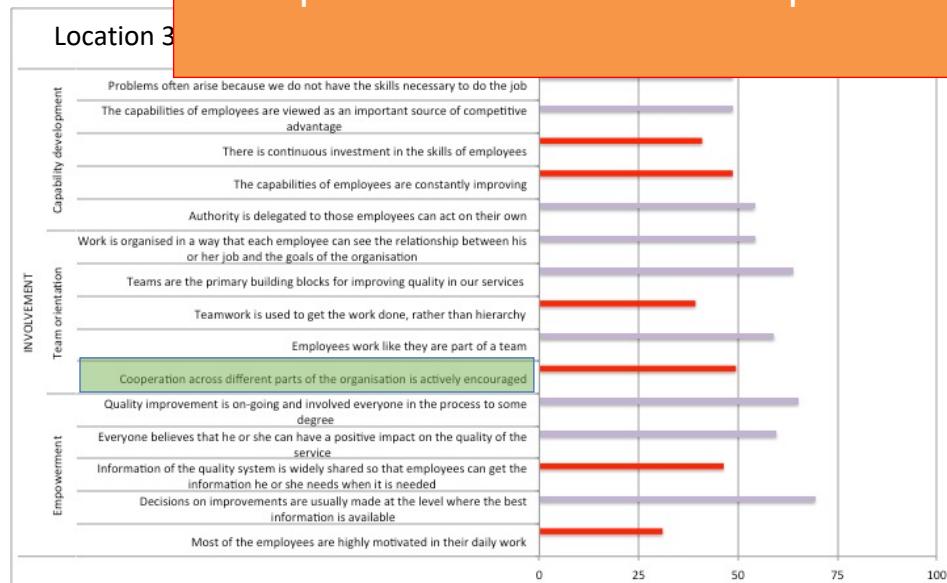 Location 3
INVOLVEMENT
Capability development
Problems often arise because we do not have the skills necessary to do the job
The capabilities of employees are viewed as an important source of competitive
advantage
There is continuous investment in the skills of employees
The capabilities of employees are constantly improving
Authority is delegated to those employees can act on their own
Team orientation
Work is organised in a way that each employee can see the relationship between his
or her job and the goals of the organisation
Teams are the primary building blocks for improving quality in our services
Teamwork is used to get the work done, rather than hierarchy
Employees work like they are part of a team
Cooperation across different parts of the organisation is actively encouraged
Empowerment
Quality improvement is on-going and involved everyone in the process to some
degree
Everyone believes that he or she can have a positive impact on the quality of the
service
Information of the quality system is widely shared so that employees can get the
information he or she needs when it is needed
Decisions on improvements are usually made at the level where the best
information is available
Most of the employees are highly motivated in their daily work
0 25 50 75 100